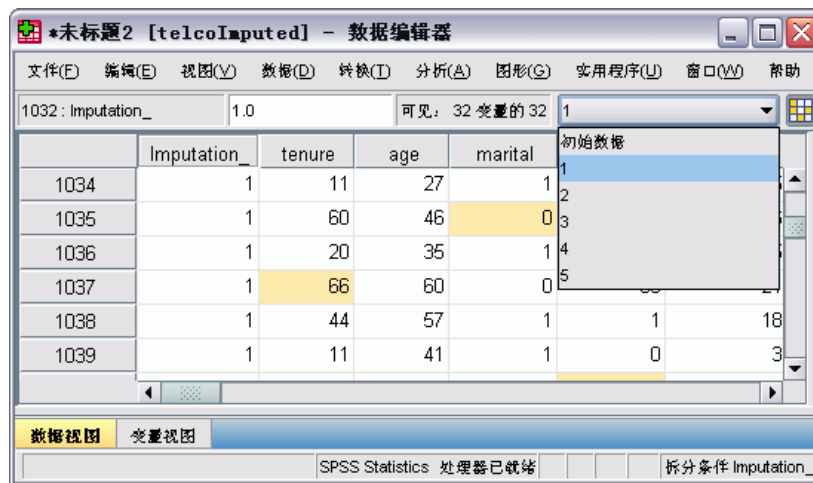 *未标题2 [telcoImputed] - 数据编辑器
文件(F) 编辑(E) 视图(V) 数据(D) 转换(T) 分析(A) 图形(G) 实用程序(U) 窗口(W) 帮助
1032 : Imputation_ 1.0 可见： 32 变量的 32 1
初始数据
1
2
3
4
5
Imputation_ tenure age marital
1034 1 11 27 1
1035 1 60 46 0
1036 1 20 35 1
1037 1 66 60 0
1038 1 44 57 1 1 18
1039 1 11 41 1 0 3
数据视图 变量视图
SPSS Statistics 处理器已就绪 拆分条件 Imputation_